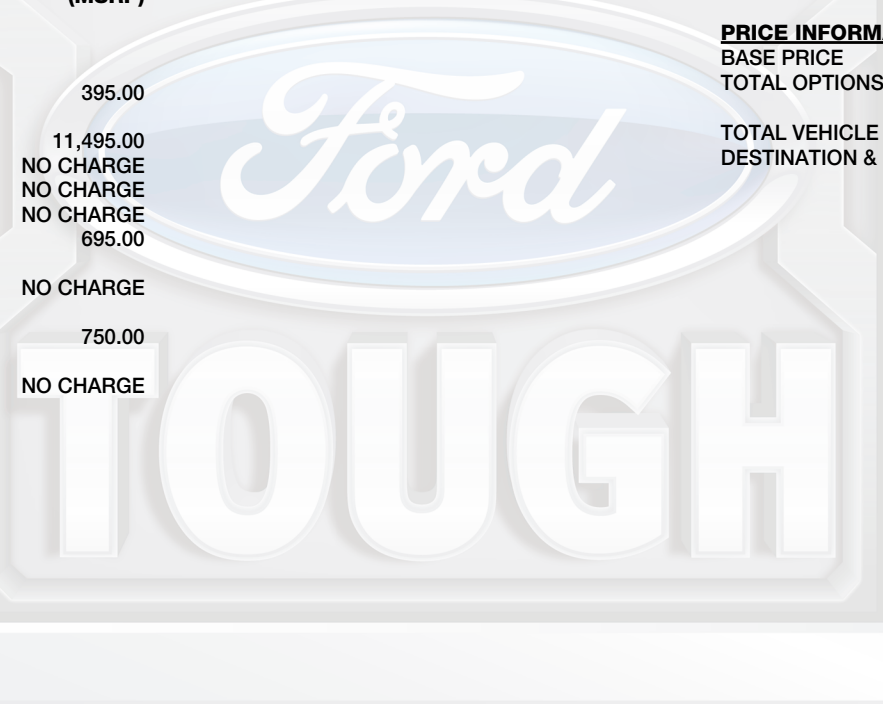 (MSRP)
395.00
11,495.00
NO CHARGE
NO CHARGE
NO CHARGE
695.00
NO CHARGE
750.00
NO CHARGE
PRICE INFORMA
BASE PRICE
TOTAL OPTIONS
TOTAL VEHICLE
DESTINATION &
Ford
TOUGH